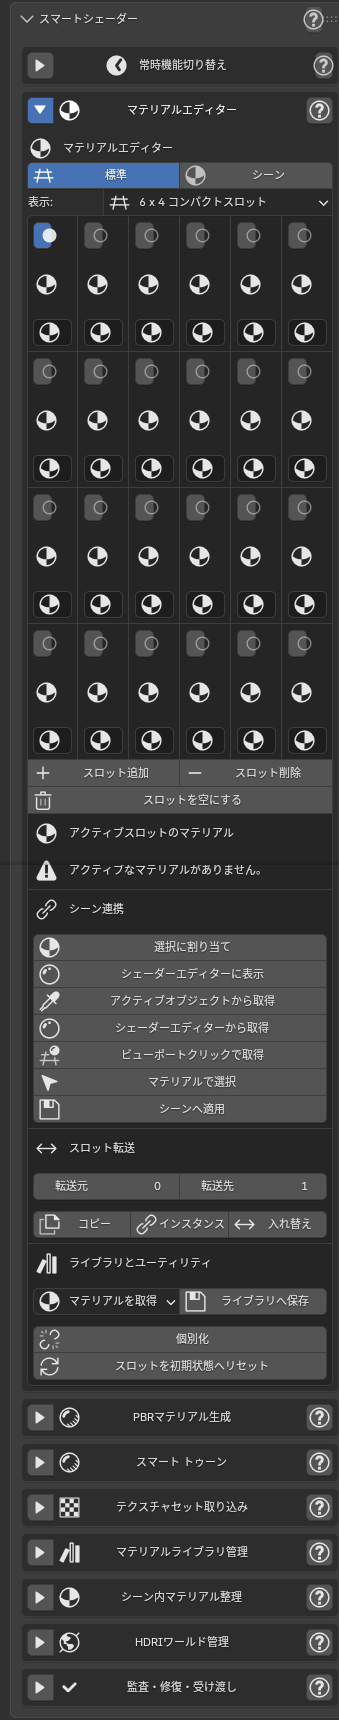 スマートシェーダー
常時機能切り替え
マテリアルエディター
マテリアルエディター
標準 シーン
表示: 6 x 4 コンパクトスロット
スロット追加 スロット削除
スロットを空にする
アクティブスロットのマテリアル
アクティブなマテリアルがありません。
シーン連携
選択に割り当て
シェーダーエディターに表示
アクティブオブジェクトから取得
シェーダーエディターから取得
ビューポートクリックで取得
マテリアルで選択
シーンへ適用
スロット転送
転送元 0 転送先 1
コピー インスタンス 入れ替え
ライブラリとユーティリティ
マテリアルを取得 ライブラリへ保存
個別化
スロットを初期状態へリセット
PBRマテリアル生成
スマート トゥーン
テクスチャセット取り込み
マテリアルライブラリ管理
シーン内マテリアル整理
HDRIワールド管理
監査・修復・受け渡し